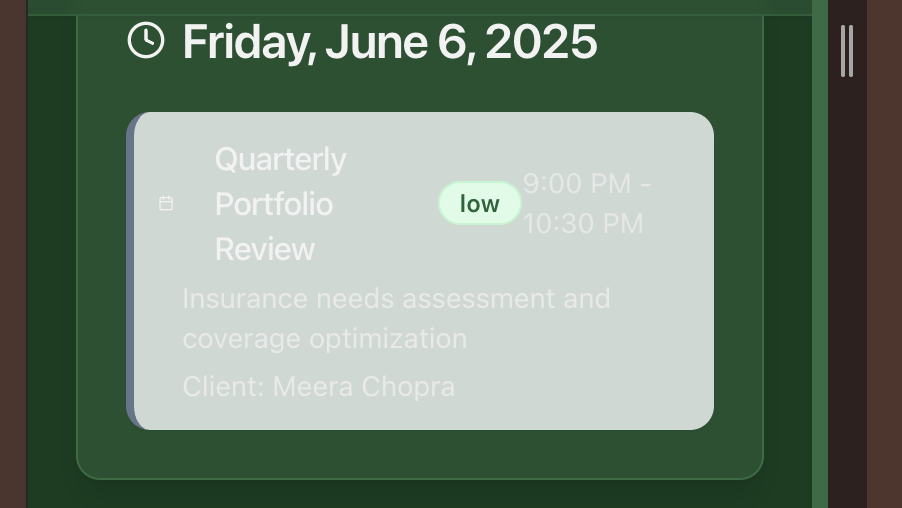 Friday, June 6, 2025
Quarterly
Portfolio
Review
low
9:00 PM -
10:30 PM
Insurance needs assessment and
coverage optimization
Client: Meera Chopra